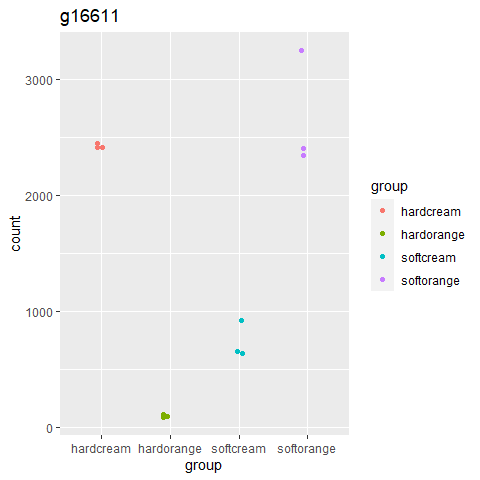 g16611
count
3000
2000
1000
0
hardcream hardorange softcream softorange
group
group
hardcream
hardorange
softcream
softorange